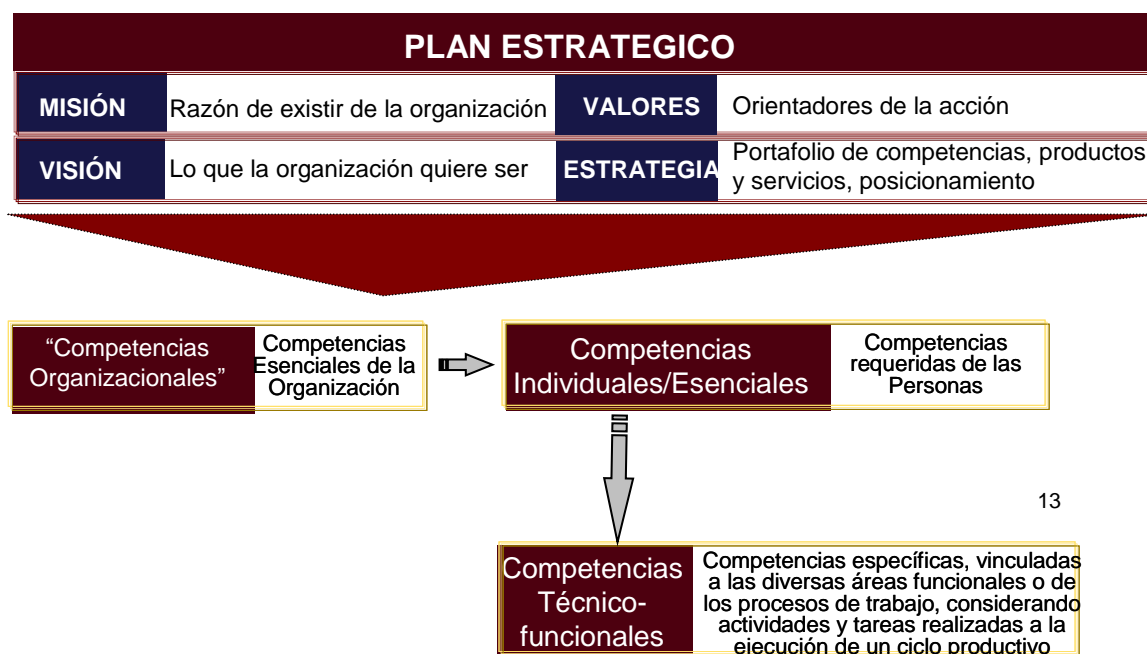 PLAN ESTRATEGICO
MISIÓN
Razón de existir de la organización
VALORES
Orientadores de la acción
VISIÓN
Lo que la organización quiere ser
ESTRATEGIA
Portafolio de competencias, productos
y servicios, posicionamiento
“Competencias
Organizacionales”
Competencias
Esenciales de la
Organización
Competencias
Individuales/Esenciales
Competencias
requeridas de las
Personas
13
Competencias
Técnico-
funcionales
Competencias específicas, vinculadas
a las diversas áreas funcionales o de
los procesos de trabajo, considerando
actividades y tareas realizadas a la
ejecución de un ciclo productivo